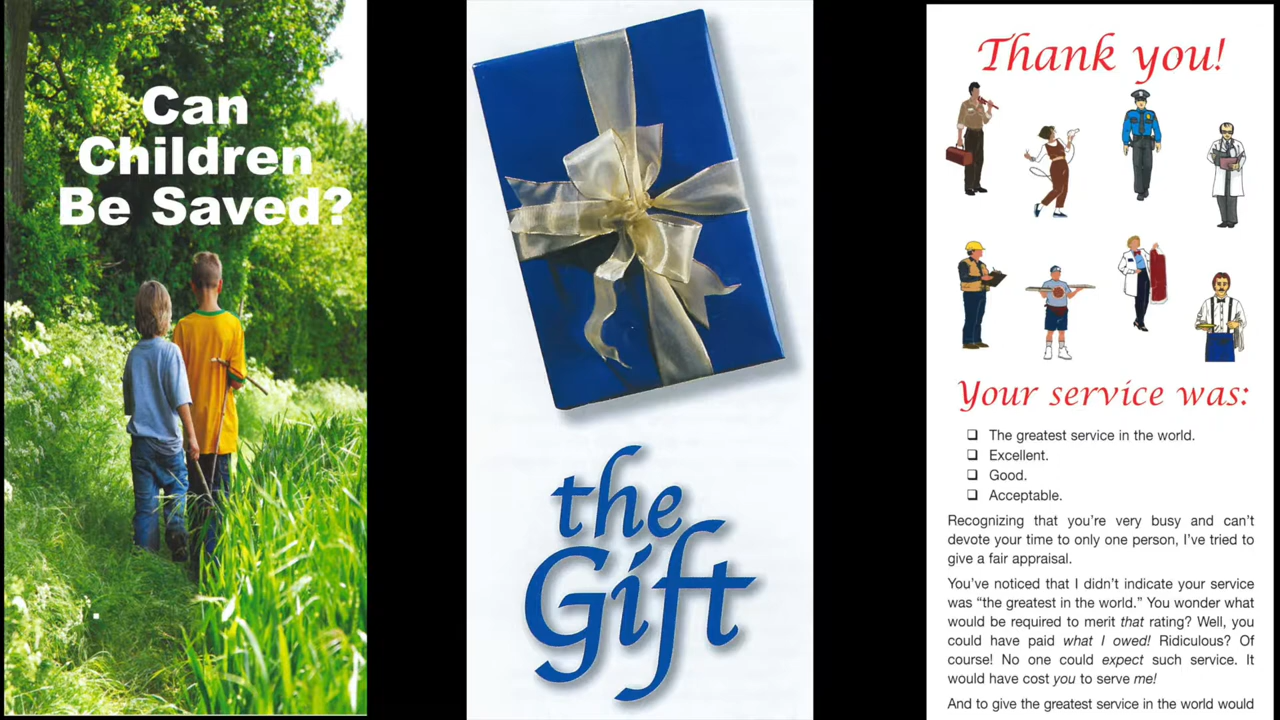 Can
Children
Be Saved?
the
Gift
Thank you!
Your service was:
❑ The greatest service in the world.
❑ Excellent.
❑ Good.
❑ Acceptable.
Recognizing that you're very busy and can't
devote your time to only one person, I've tried to
give a fair appraisal.
You've noticed that I didn't indicate your service
was “the greatest in the world.” You wonder what
would be required to merit that rating? Well, you
could have paid what I owed! Ridiculous? Of
course! No one could expect such service. It
would have cost you to serve me!
And to give the greatest service in the world would